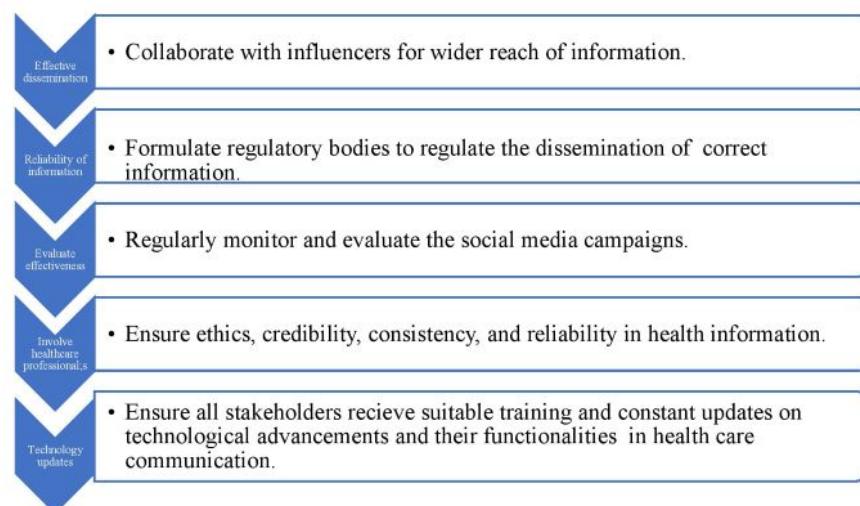 Effective
dissemination
• Collaborate with influencers for wider reach of information.
Reliability of
information
• Formulate regulatory bodies to regulate the dissemination of correct
information.
Evaluate
effectiveness
• Regularly monitor and evaluate the social media campaigns.
Involve
healthcare
professional;s
• Ensure ethics, credibility, consistency, and reliability in health information.
Technology
updates
• Ensure all stakeholders recieve suitable training and constant updates on
technological advancements and their functionalities in health care
communication.